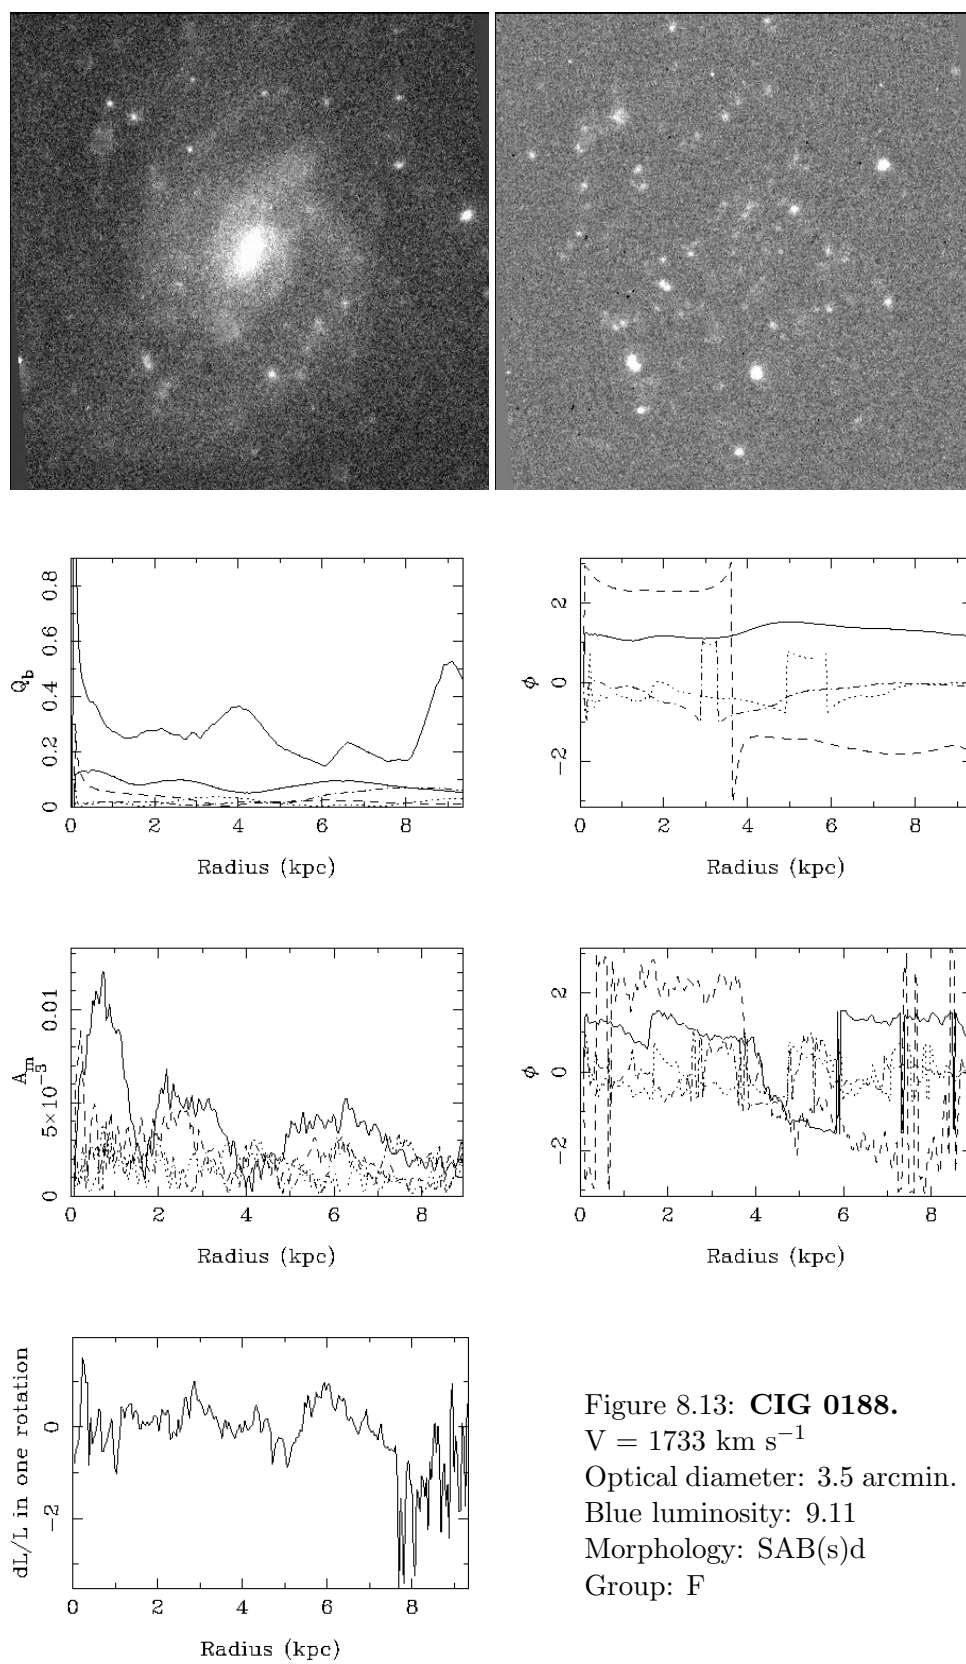 0.8
0.6
0.4
0.2
0
Q_b
0 2 4 6 8
Radius (kpc)
2
0
−2
ϕ
0 2 4 6 8
Radius (kpc)
0.01
5×10⁻³
0
A_m
0 2 4 6 8
Radius (kpc)
2
0
−2
ϕ
0 2 4 6 8
Radius (kpc)
0
−2
dL/L in one rotation
0 2 4 6 8
Radius (kpc)
Figure 8.13: CIG 0188.
V = 1733 km s⁻¹
Optical diameter: 3.5 arcmin.
Blue luminosity: 9.11
Morphology: SAB(s)d
Group: F